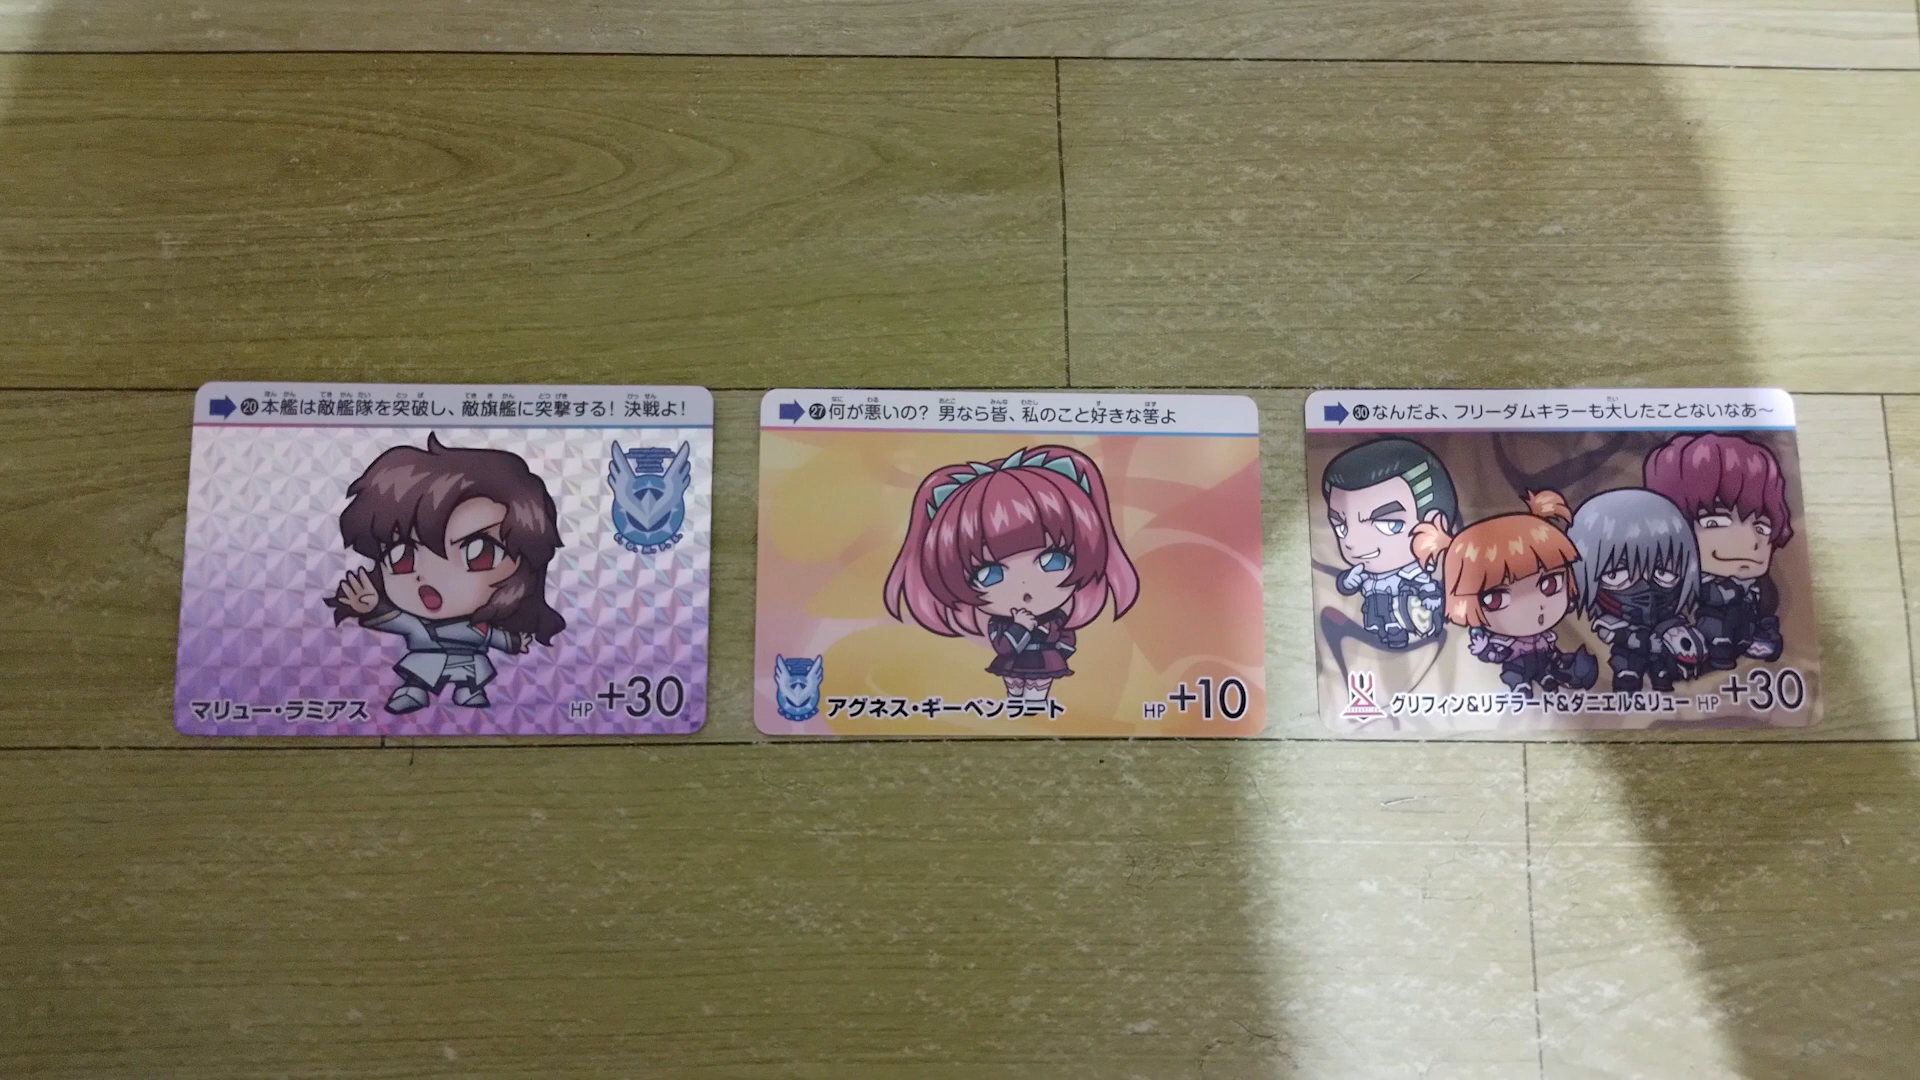 ⑳本艦は敵艦隊を突破し、敵旗艦に突撃する！決戦よ！
マリュー・ラミアス
HP +30
㉗何が悪いの？男なら皆、私のこと好きな筈よ
アグネス・ギーベンラート
HP +10
㉚なんだよ、フリーダムキラーも大したことないなあ〜
グリフィン&リデラード&ダニエル&リュー
HP +30